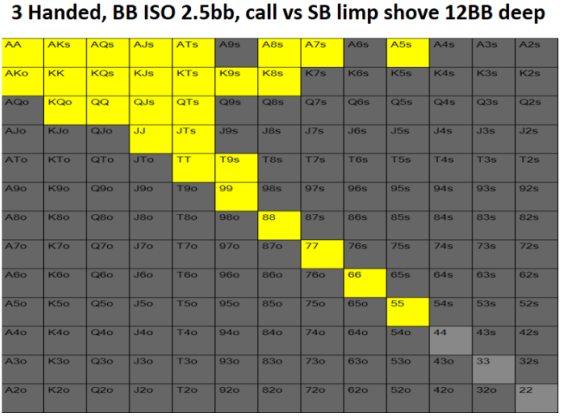 3 Handed, BB ISO 2.5bb, call vs SB limp shove 12BB deep
AA AKs AQs AJs ATs A9s A8s A7s A6s A5s A4s A3s A2s
AKo KK KQs KJs KTs K9s K8s K7s K6s K5s K4s K3s K2s
AQo KQo QQ QJs QTs Q9s Q8s Q7s Q6s Q5s Q4s Q3s Q2s
AJo KJo QJo JJ JTs J9s J8s J7s J6s J5s J4s J3s J2s
ATo KTo QTo JTo TT T9s T8s T7s T6s T5s T4s T3s T2s
A9o K9o Q9o J9o T9o 99 98s 97s 96s 95s 94s 93s 92s
A8o K8o Q8o J8o T8o 98o 88 87s 86s 85s 84s 83s 82s
A7o K7o Q7o J7o T7o 97o 87o 77 76s 75s 74s 73s 72s
A6o K6o Q6o J6o T6o 96o 86o 76o 66 65s 64s 63s 62s
A5o K5o Q5o J5o T5o 95o 85o 75o 65o 55 54s 53s 52s
A4o K4o Q4o J4o T4o 94o 84o 74o 64o 54o 44 43s 42s
A3o K3o Q3o J3o T3o 93o 83o 73o 63o 53o 43o 33 32s
A2o K2o Q2o J2o T2o 92o 82o 72o 62o 52o 42o 32o 22